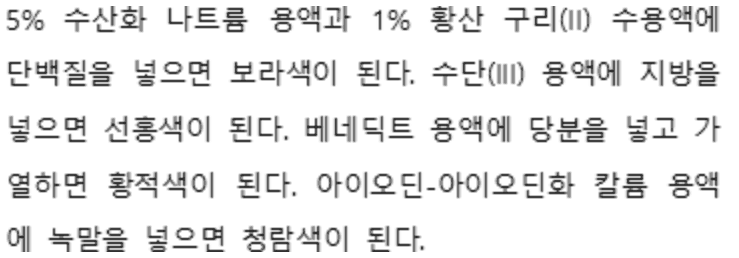 5% 수산화 나트륨 용액과 1% 황산 구리(II) 수용액에
단백질을 넣으면 보라색이 된다. 수단(III) 용액에 지방을
넣으면 선홍색이 된다. 베네딕트 용액에 당분을 넣고 가
열하면 황적색이 된다. 아이오딘-아이오딘화 칼륨 용액
에 녹말을 넣으면 청람색이 된다.